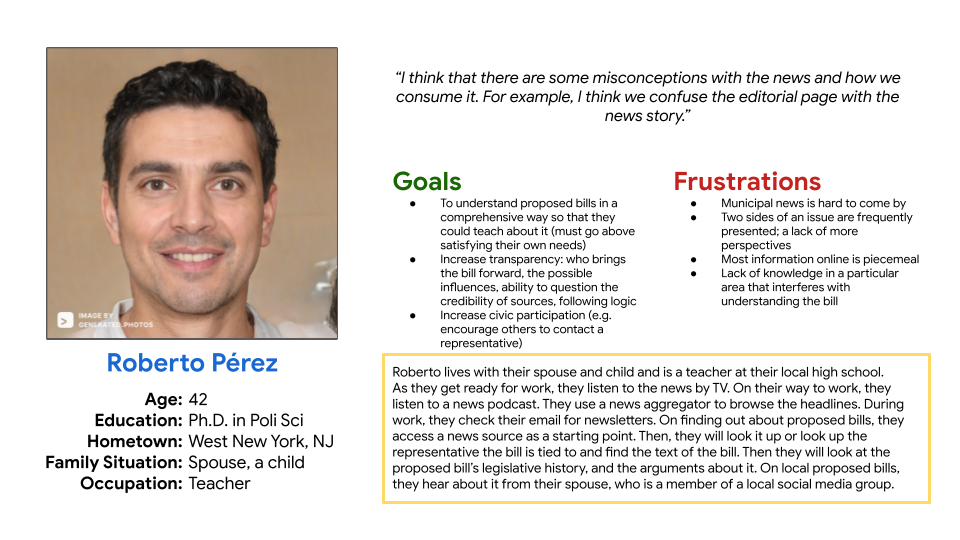 “I think that there are some misconceptions with the news and how we
consume it. For example, I think we confuse the editorial page with the
news story.”
IMAGE BY
GENERATED.PHOTOS
Roberto Pérez
Age: 42
Education: Ph.D. in Poli Sci
Hometown: West New York, NJ
Family Situation: Spouse, a child
Occupation: Teacher
Goals
● To understand proposed bills in a
comprehensive way so that they
could teach about it (must go above
satisfying their own needs)
● Increase transparency: who brings
the bill forward, the possible
influences, ability to question the
credibility of sources, following logic
● Increase civic participation (e.g.
encourage others to contact a
representative)
Frustrations
● Municipal news is hard to come by
● Two sides of an issue are frequently
presented; a lack of more
perspectives
● Most information online is piecemeal
● Lack of knowledge in a particular
area that interferes with
understanding the bill
Roberto lives with their spouse and child and is a teacher at their local high school.
As they get ready for work, they listen to the news by TV. On their way to work, they
listen to a news podcast. They use a news aggregator to browse the headlines. During
work, they check their email for newsletters. On finding out about proposed bills, they
access a news source as a starting point. Then, they will look it up or look up the
representative the bill is tied to and find the text of the bill. Then they will look at the
proposed bill’s legislative history, and the arguments about it. On local proposed bills,
they hear about it from their spouse, who is a member of a local social media group.